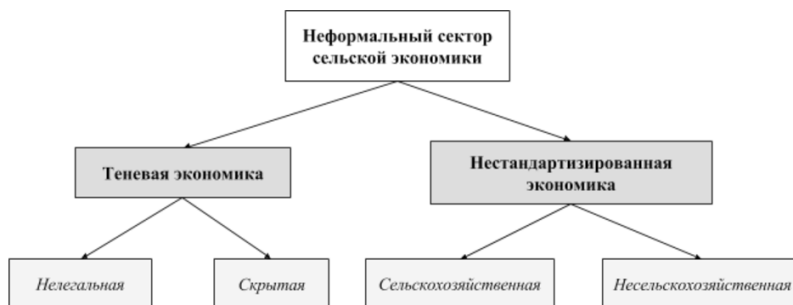 Неформальный сектор
сельской экономики
Теневая экономика
Нестандартизированная
экономика
Нелегальная
Скрытая
Сельскохозяйственная
Несельскохозяйственная